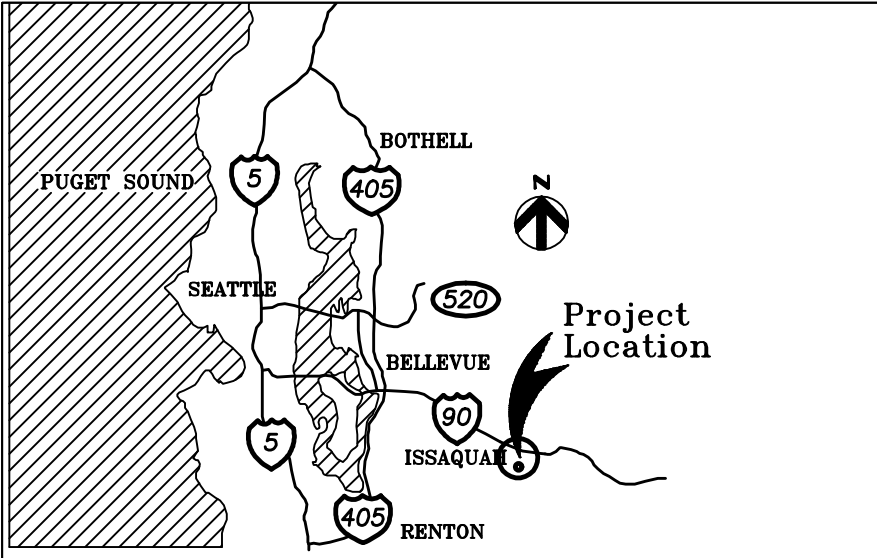 BOTHELL
PUGET SOUND
5
405
N
SEATTLE
520
Project
Location
BELLEVUE
90
5
ISSAQUAH
405
RENTON